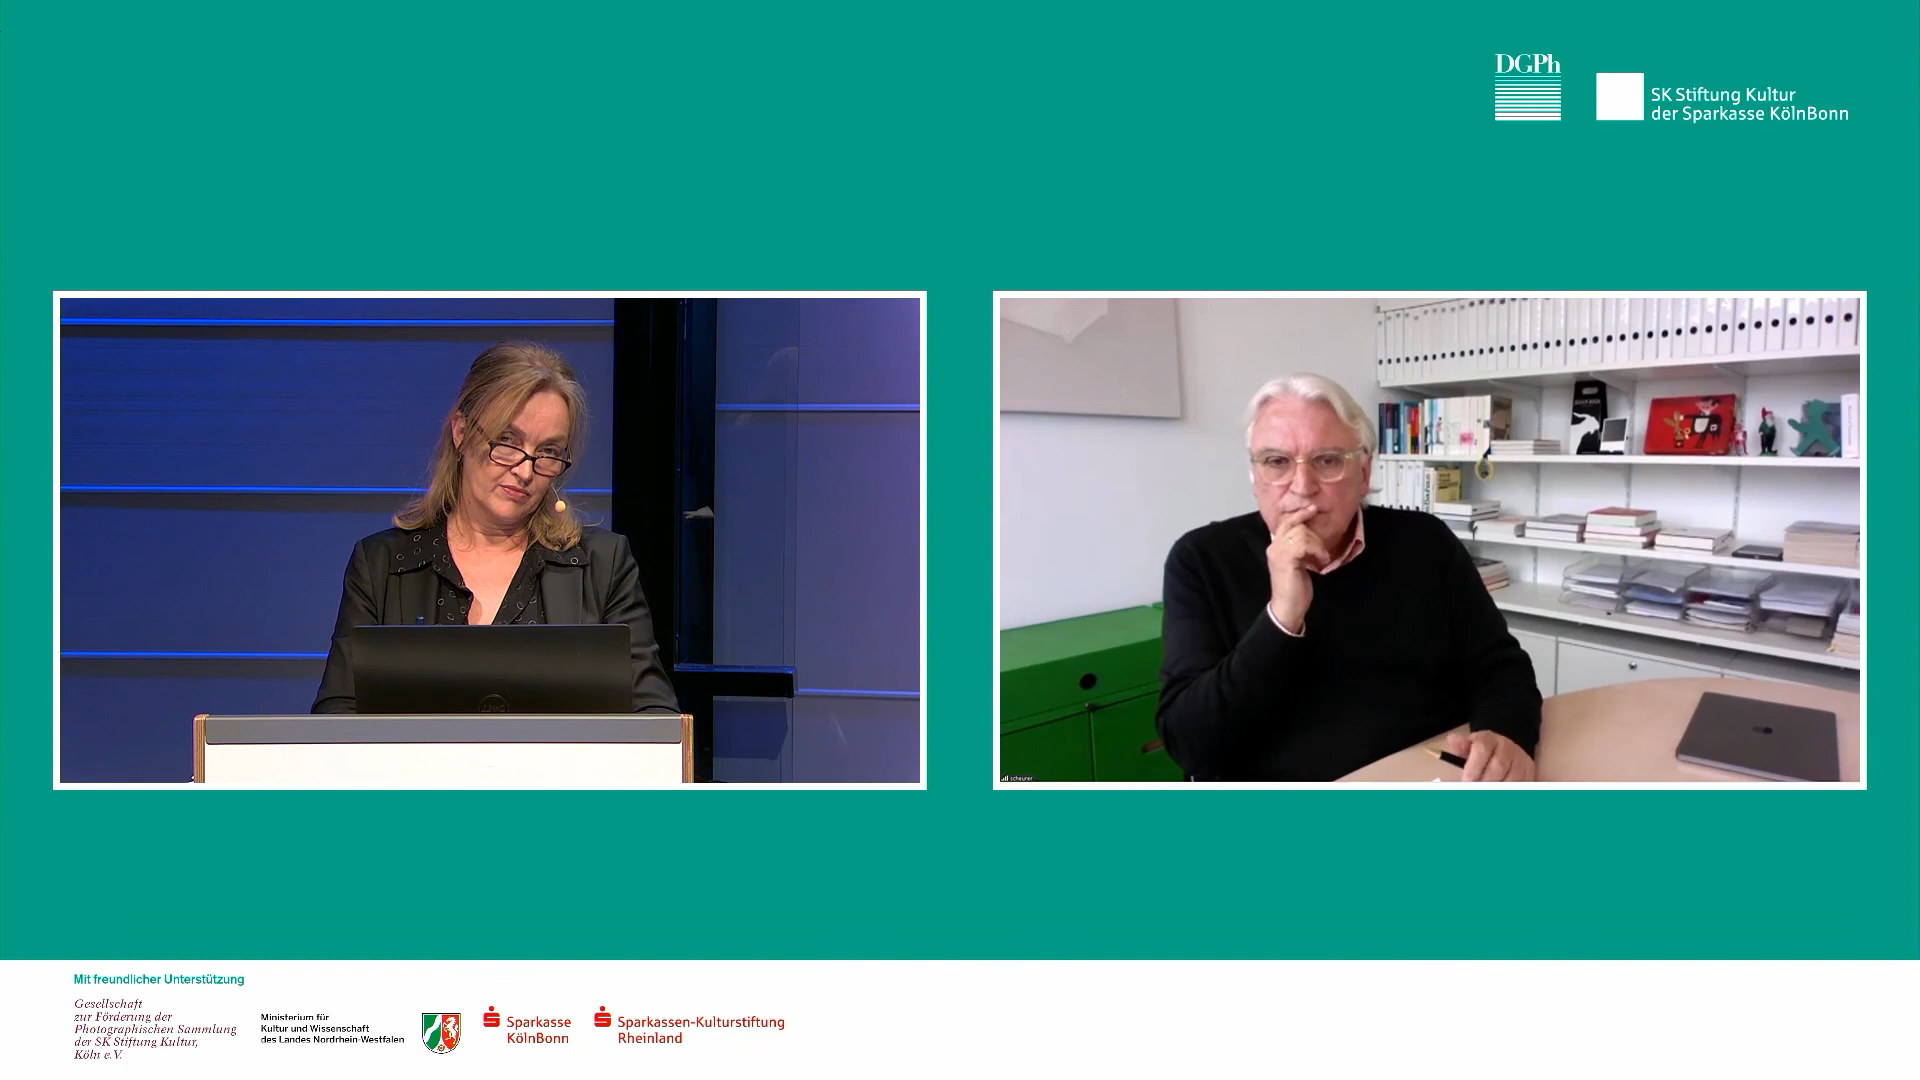 DGPh
SK Stiftung Kultur
der Sparkasse KölnBonn
DELL
scheurer
Mit freundlicher Unterstützung
Gesellschaft
zur Förderung der
Photographischen Sammlung
der SK Stiftung Kultur,
Köln e.V.
Ministerium für
Kultur und Wissenschaft
des Landes Nordrhein-Westfalen
Sparkasse
KölnBonn
Sparkassen-Kulturstiftung
Rheinland